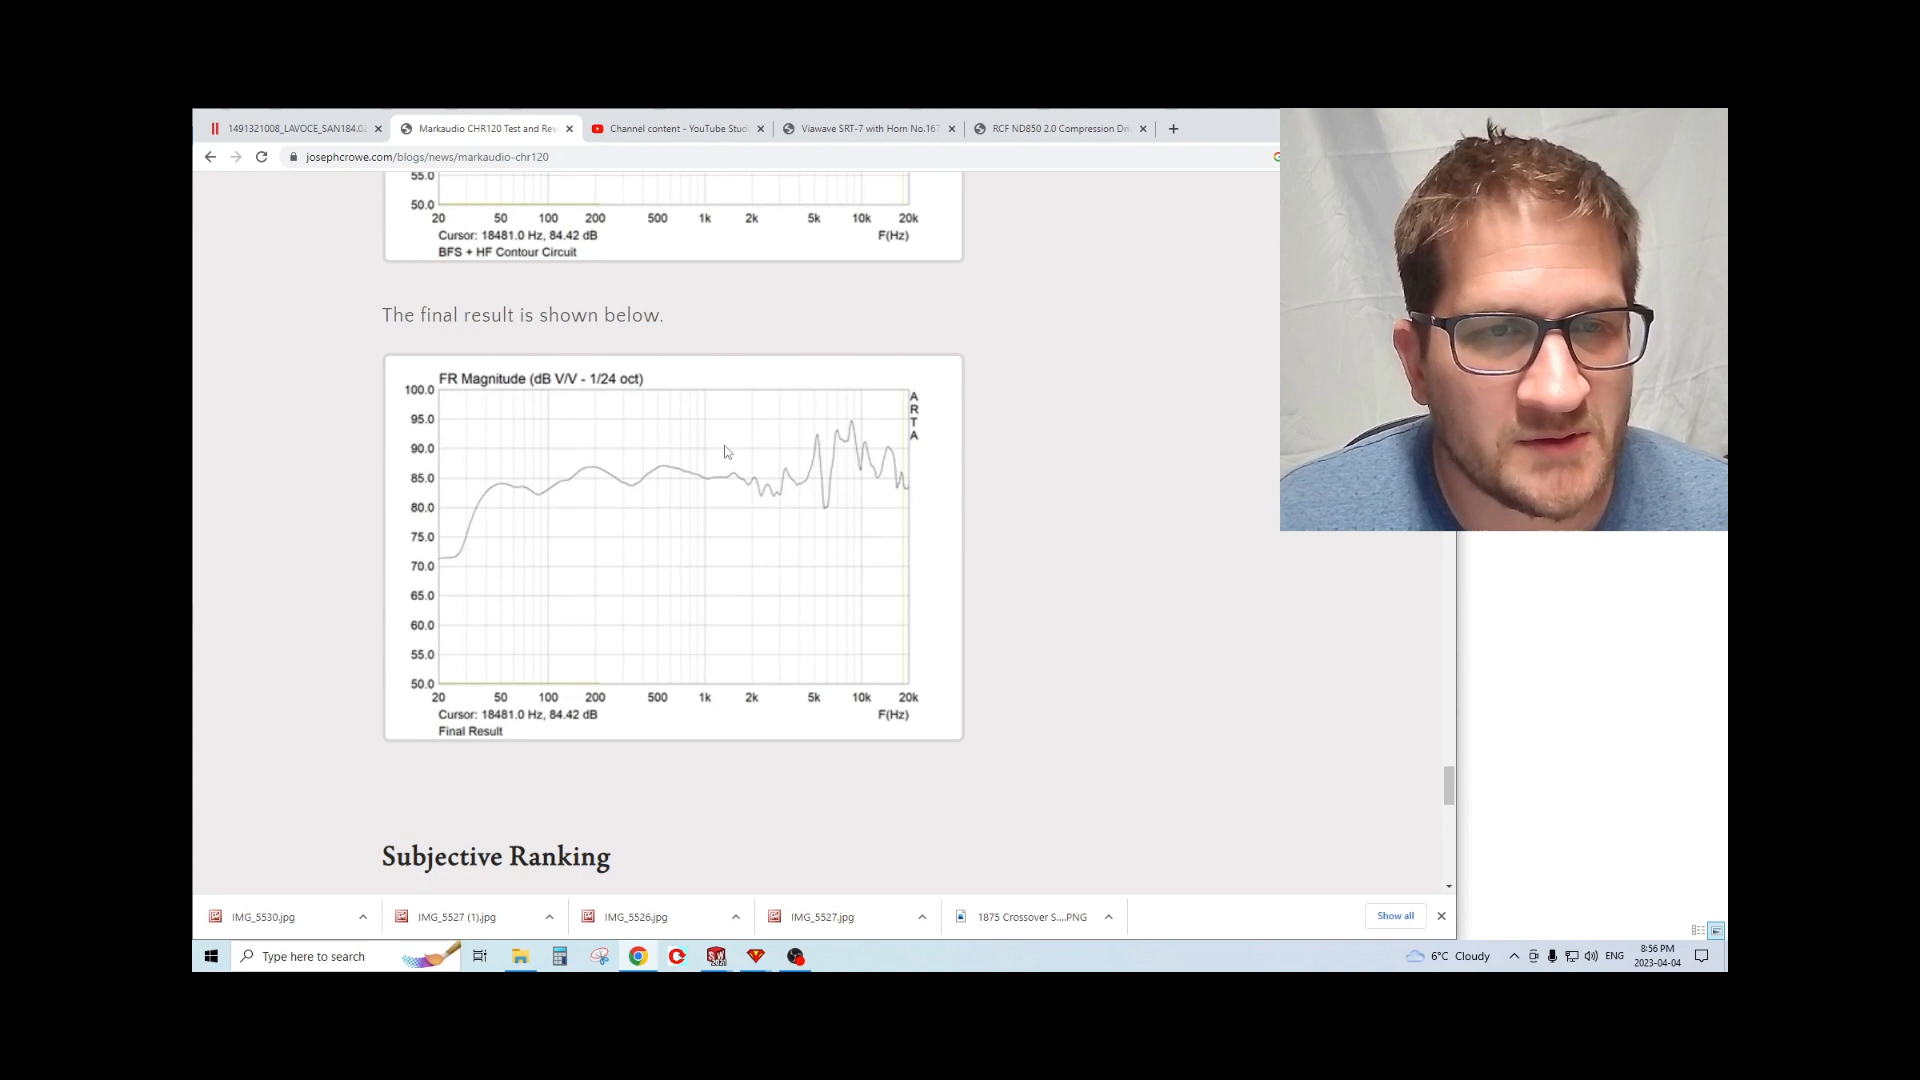 1491321008_LAVOCE_SAN184.0 Markaudio CHR120 Test and Rev Channel content - YouTube Stud Viawave SRT-7 with Horn No.167 RCF ND850 2.0 Compression Dri
josephcrowe.com/blogs/news/markaudio-chr120
55.0
50.0
20 50 100 200 500 1k 2k 5k 10k 20k
Cursor: 18481.0 Hz, 84.42 dB F(Hz)
BFS + HF Contour Circuit
The final result is shown below.
FR Magnitude (dB V/V - 1/24 oct)
100.0
95.0
90.0
85.0
80.0
75.0
70.0
65.0
60.0
55.0
50.0
A
R
T
A
20 50 100 200 500 1k 2k 5k 10k 20k
Cursor: 18481.0 Hz, 84.42 dB F(Hz)
Final Result
Subjective Ranking
IMG_5530.jpg IMG_5527 (1).jpg IMG_5526.jpg IMG_5527.jpg 1875 Crossover S....PNG Show all
Type here to search 6°C Cloudy ENG 8:56 PM
2023-04-04